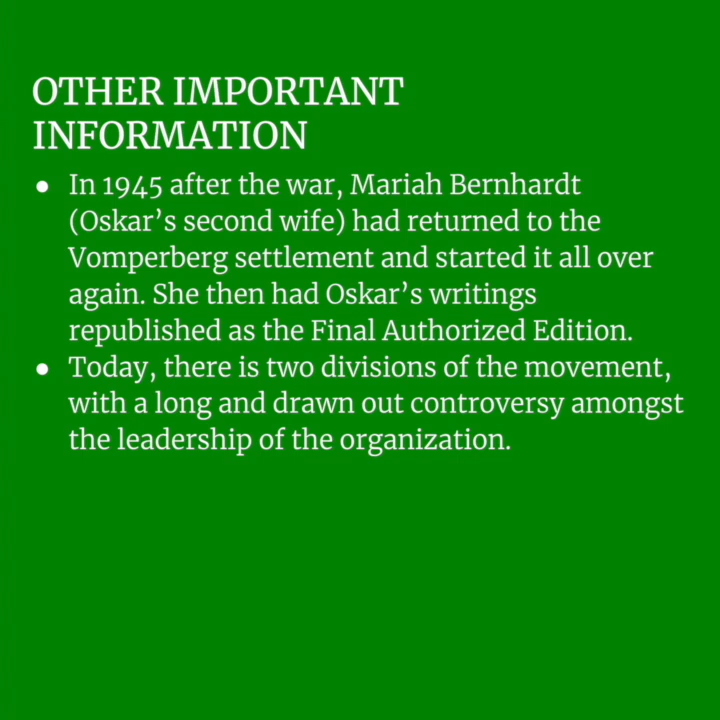 OTHER IMPORTANT
INFORMATION
● In 1945 after the war, Mariah Bernhardt
(Oskar’s second wife) had returned to the
Vomperberg settlement and started it all over
again. She then had Oskar’s writings
republished as the Final Authorized Edition.
● Today, there is two divisions of the movement,
with a long and drawn out controversy amongst
the leadership of the organization.